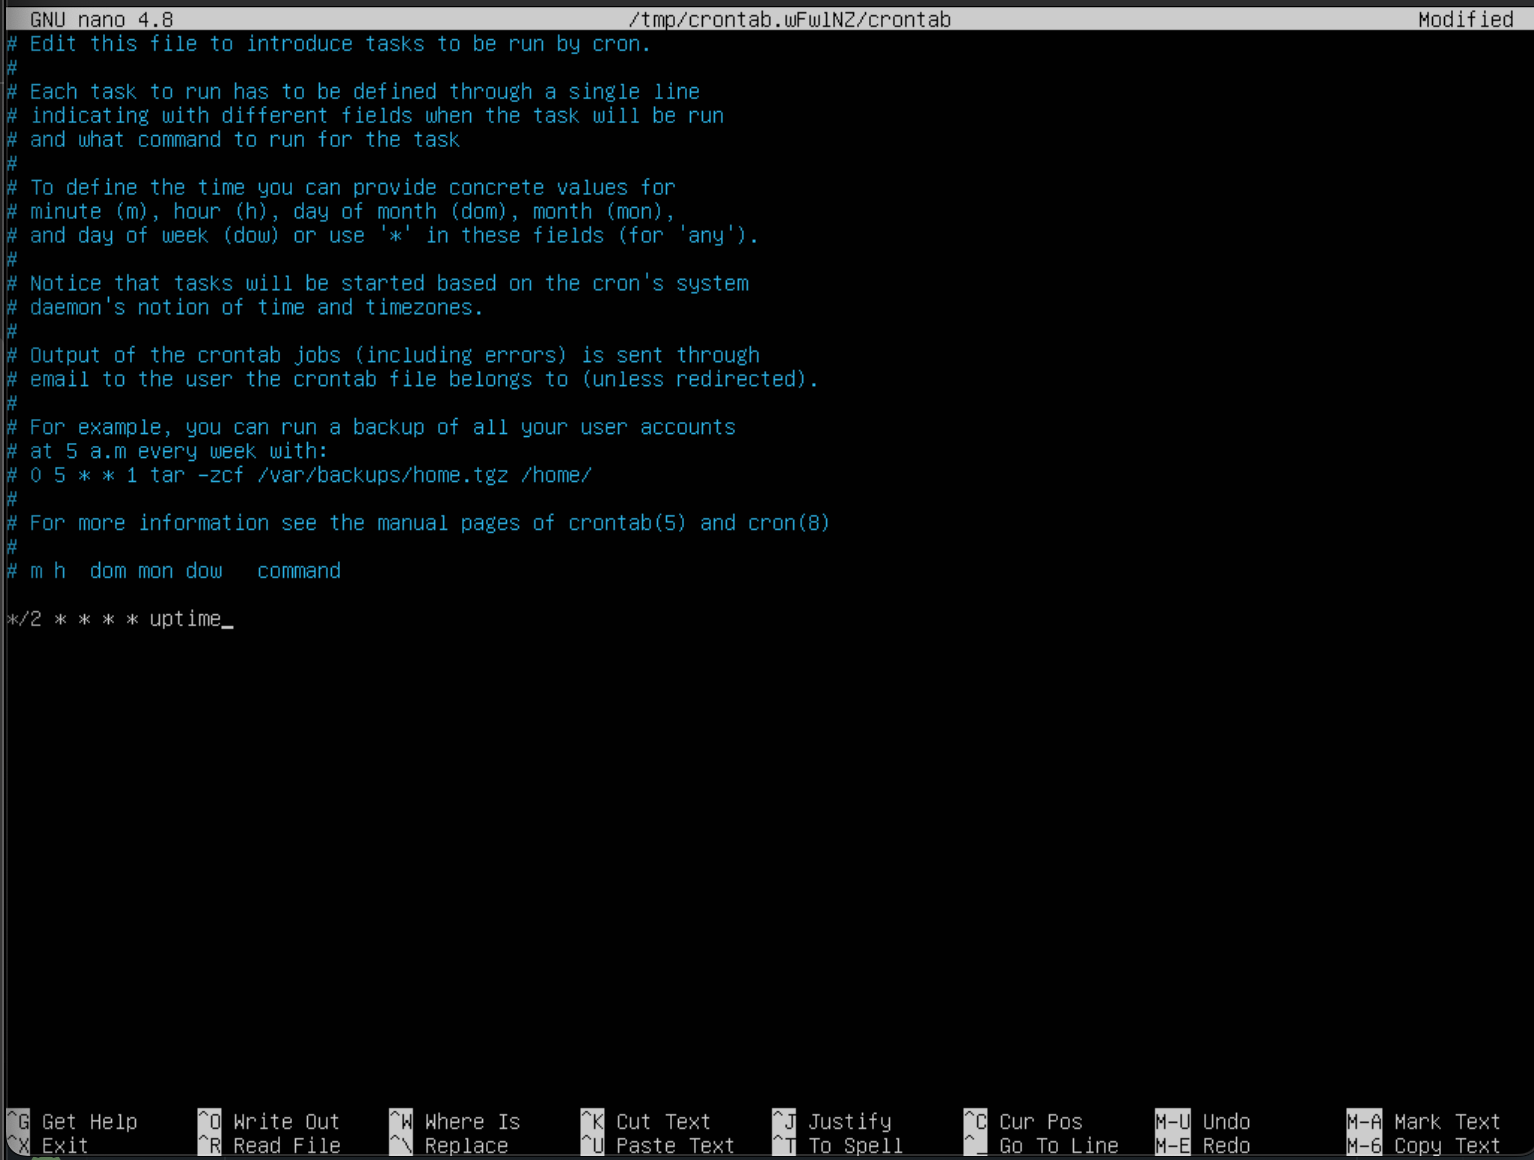 GNU nano 4.8 /tmp/crontab.wFwlNZ/crontab Modified
# Edit this file to introduce tasks to be run by cron.
#
# Each task to run has to be defined through a single line
# indicating with different fields when the task will be run
# and what command to run for the task
#
# To define the time you can provide concrete values for
# minute (m), hour (h), day of month (dom), month (mon),
# and day of week (dow) or use '*' in these fields (for 'any').
#
# Notice that tasks will be started based on the cron's system
# daemon's notion of time and timezones.
#
# Output of the crontab jobs (including errors) is sent through
# email to the user the crontab file belongs to (unless redirected).
#
# For example, you can run a backup of all your user accounts
# at 5 a.m every week with:
# 0 5 * * 1 tar -zcf /var/backups/home.tgz /home/
#
# For more information see the manual pages of crontab(5) and cron(8)
#
# m h  dom mon dow   command
*/2 * * * * uptime_
^G Get Help ^O Write Out ^W Where Is ^K Cut Text ^J Justify ^C Cur Pos M-U Undo M-A Mark Text
^X Exit ^R Read File ^\ Replace ^U Paste Text ^T To Spell ^_ Go To Line M-E Redo M-6 Copy Text